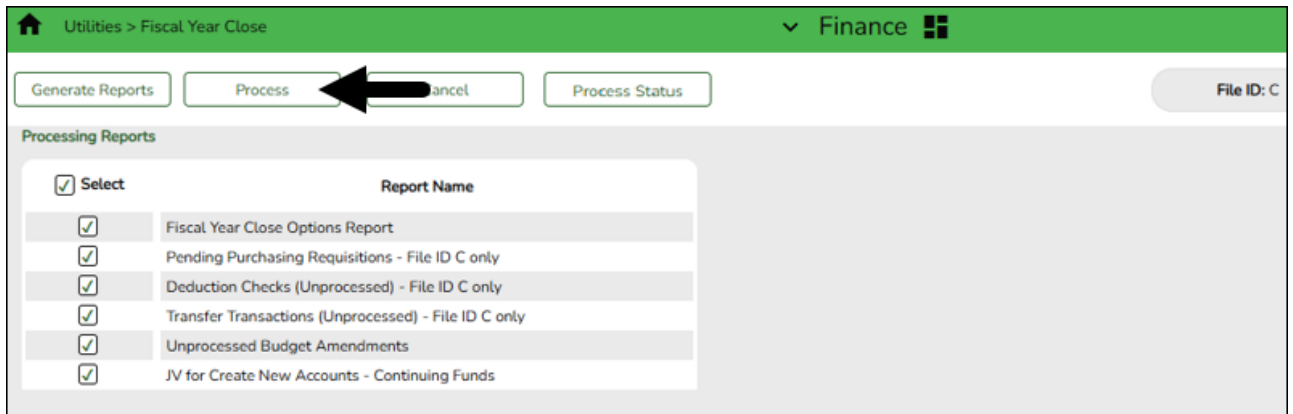 Utilities > Fiscal Year Close
Finance
Generate Reports Process ancel Process Status
File ID: C
Processing Reports
Select Report Name
Fiscal Year Close Options Report
Pending Purchasing Requisitions - File ID C only
Deduction Checks (Unprocessed) - File ID C only
Transfer Transactions (Unprocessed) - File ID C only
Unprocessed Budget Amendments
JV for Create New Accounts - Continuing Funds